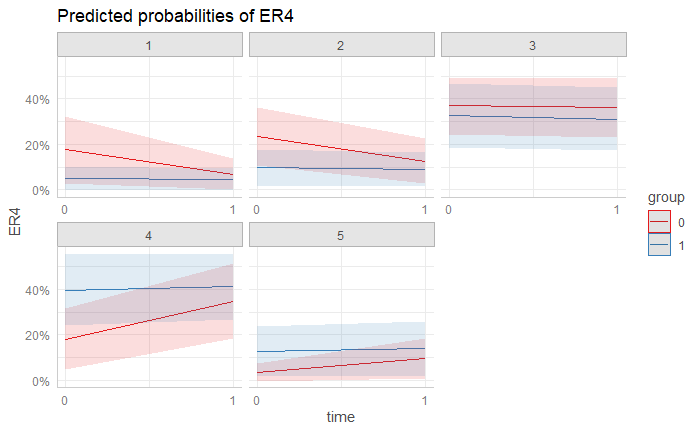 Predicted probabilities of ER4
1 2 3
40%
20%
0%
0 1 0 1 0 1
ER4
group
0
1
4 5
40%
20%
0%
0 1 0 1
time